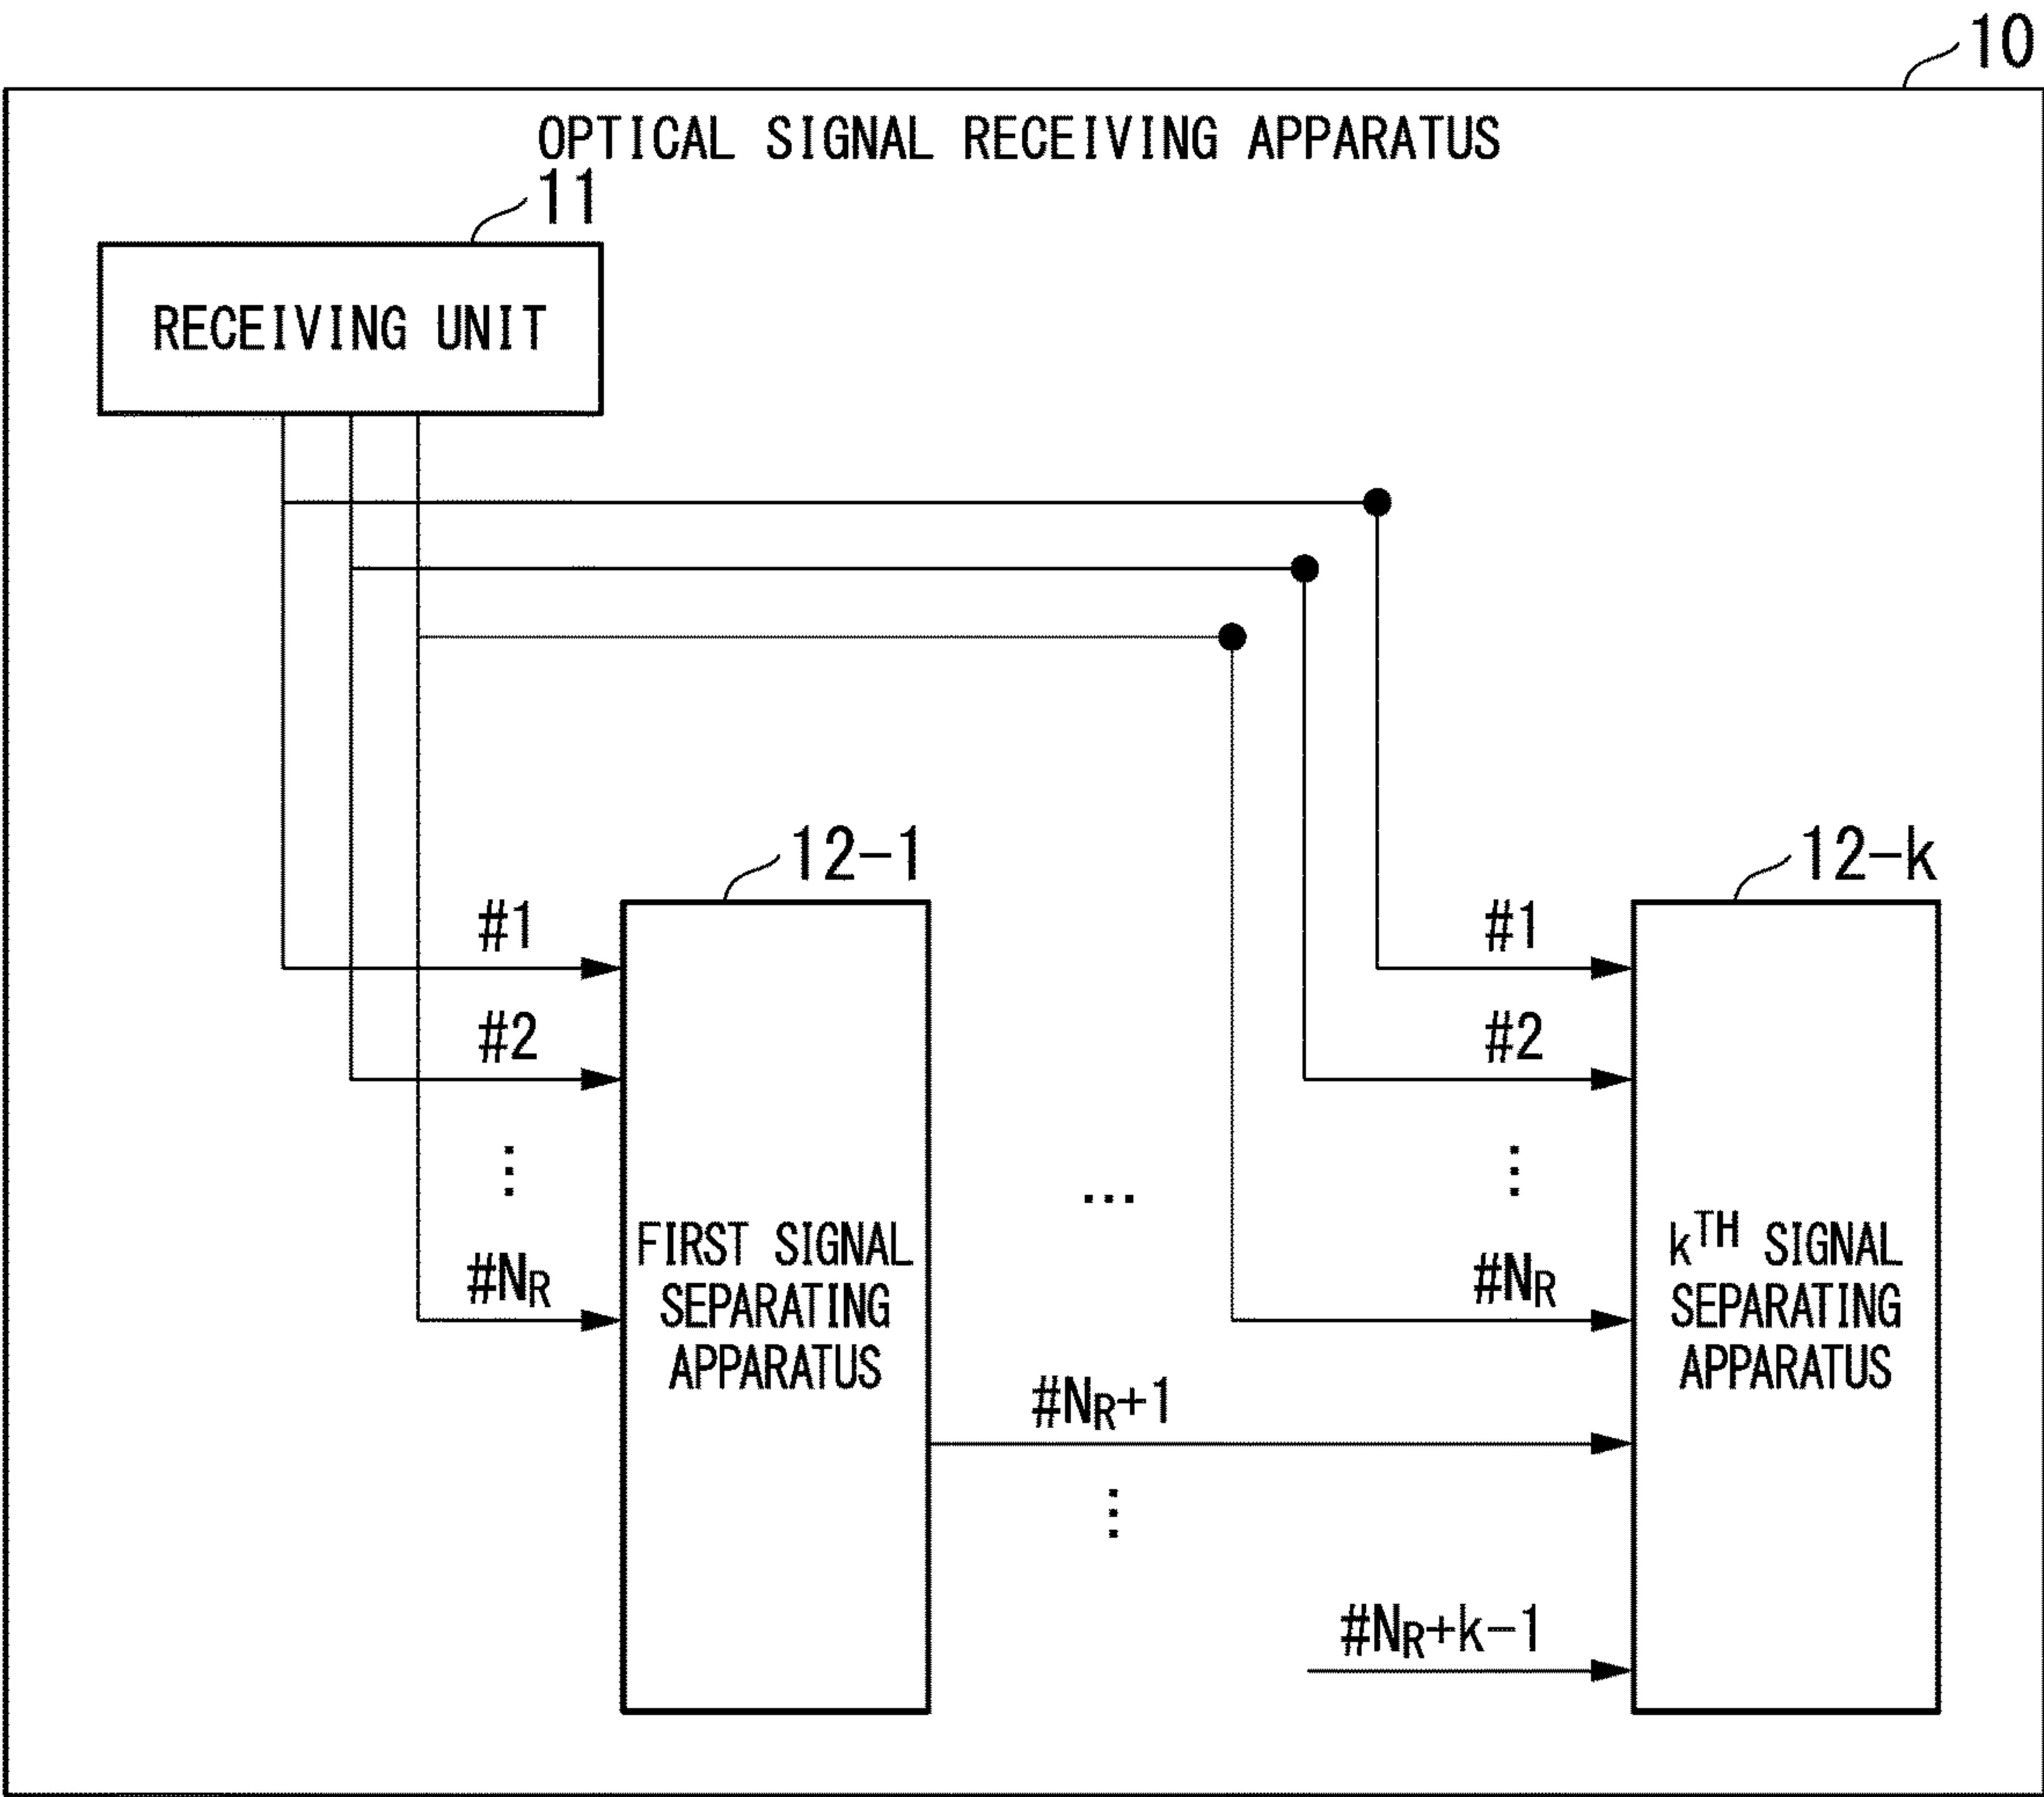 10
OPTICAL SIGNAL RECEIVING APPARATUS
11
RECEIVING UNIT
12-1
12-k
#1
#1
#2
#2
⋮
⋮
...
#NR
FIRST SIGNAL
SEPARATING
APPARATUS
#NR
kTH SIGNAL
SEPARATING
APPARATUS
#NR+1
⋮
#NR+k-1